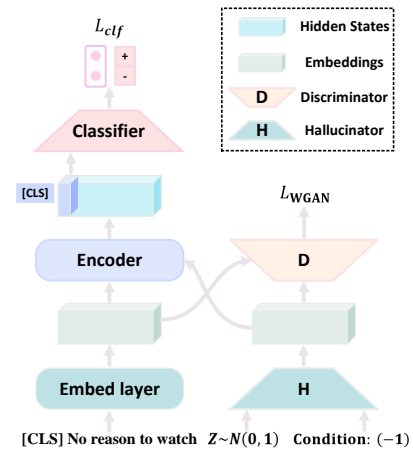 L_clf
+
-
Classifier
[CLS]
Encoder
Embed layer
[CLS] No reason to watch Z~N(0, 1) Condition: (−1)
L_WGAN
D
H
Hidden States
Embeddings
D Discriminator
H Hallucinator